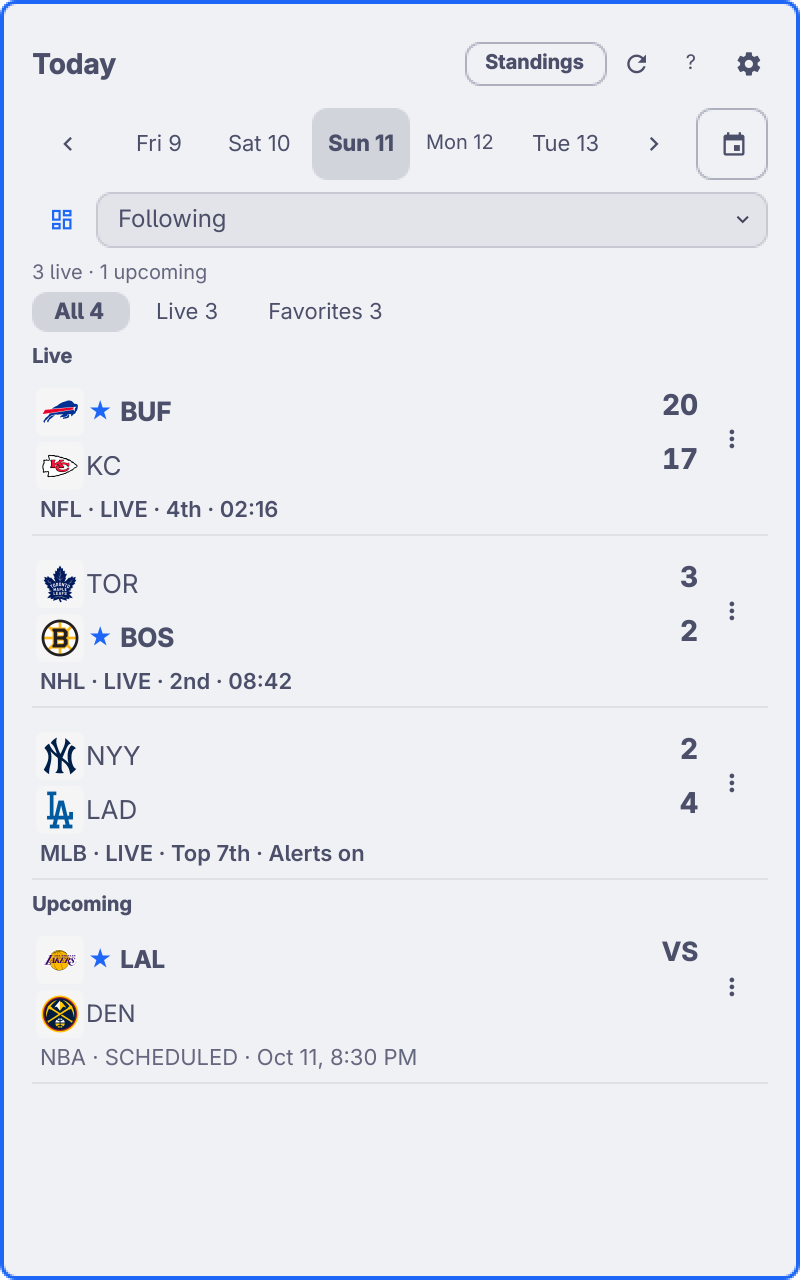 Today
Standings
?
Fri 9
Sat 10
Sun 11
Mon 12
Tue 13
Following
3 live · 1 upcoming
All 4
Live 3
Favorites 3
Live
★ BUF
20
KC
17
NFL · LIVE · 4th · 02:16
TOR
3
★ BOS
2
NHL · LIVE · 2nd · 08:42
NYY
2
LAD
4
MLB · LIVE · Top 7th · Alerts on
Upcoming
★ LAL
VS
DEN
NBA · SCHEDULED · Oct 11, 8:30 PM